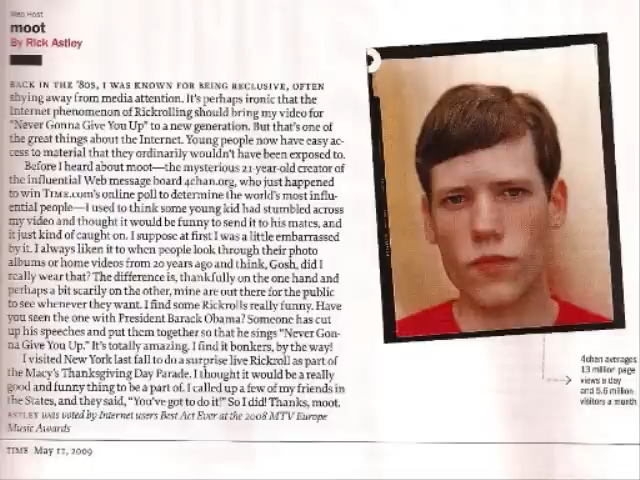 Web Host
moot
By Rick Astley
BACK IN THE '80S, I WAS KNOWN FOR BEING RECLUSIVE, OFTEN
shying away from media attention. It's perhaps ironic that the
Internet phenomenon of Rickrolling should bring my video for
"Never Gonna Give You Up" to a new generation. But that's one of
the great things about the Internet. Young people now have easy ac-
cess to material that they ordinarily wouldn't have been exposed to.
Before I heard about moot—the mysterious 21-year-old creator of
the influential Web message board 4chan.org, who just happened
to win TIME.com's online poll to determine the world's most influ-
ential people—I used to think some young kid had stumbled across
my video and thought it would be funny to send it to his mates, and
it just kind of caught on. I suppose at first I was a little embarrassed
by it. I always liken it to when people look through their photo
albums or home videos from 20 years ago and think, Gosh, did I
really wear that? The difference is, thankfully on the one hand and
perhaps a bit scarily on the other, mine are out there for the public
to see whenever they want. I find some Rickrolls really funny. Have
you seen the one with President Barack Obama? Someone has cut
up his speeches and put them together so that he sings "Never Gon-
na Give You Up." It's totally amazing. I find it bonkers, by the way!
I visited New York last fall to do a surprise live Rickroll as part of
the Macy's Thanksgiving Day Parade. I thought it would be a really
good and funny thing to be a part of. I called up a few of my friends in
the States, and they said, "You've got to do it!" So I did! Thanks, moot.
ASTLEY was voted by Internet users Best Act Ever at the 2008 MTV Europe
Music Awards
4chan averages
13 million page
views a day
and 5.6 million
visitors a month
TIME May 11, 2009